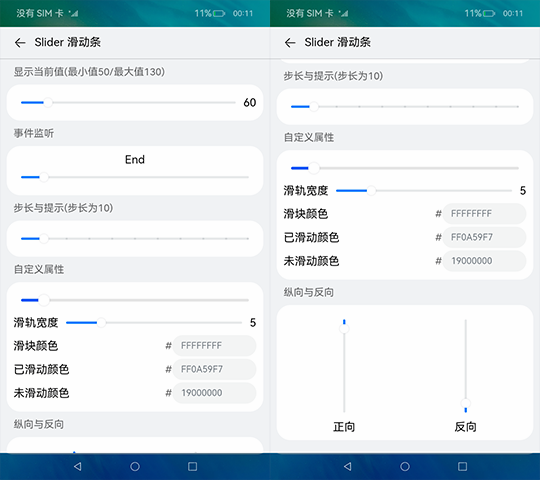 没有 SIM 卡 11% 00:11
Slider 滑动条
显示当前值(最小值50/最大值130)
60
事件监听
End
步长与提示(步长为10)
自定义属性
滑轨宽度 5
滑块颜色 # FFFFFFFF
已滑动颜色 # FF0A59F7
未滑动颜色 # 19000000
纵向与反向
没有 SIM 卡 11% 00:11
Slider 滑动条
步长与提示(步长为10)
自定义属性
滑轨宽度 5
滑块颜色 # FFFFFFFF
已滑动颜色 # FF0A59F7
未滑动颜色 # 19000000
纵向与反向
正向 反向